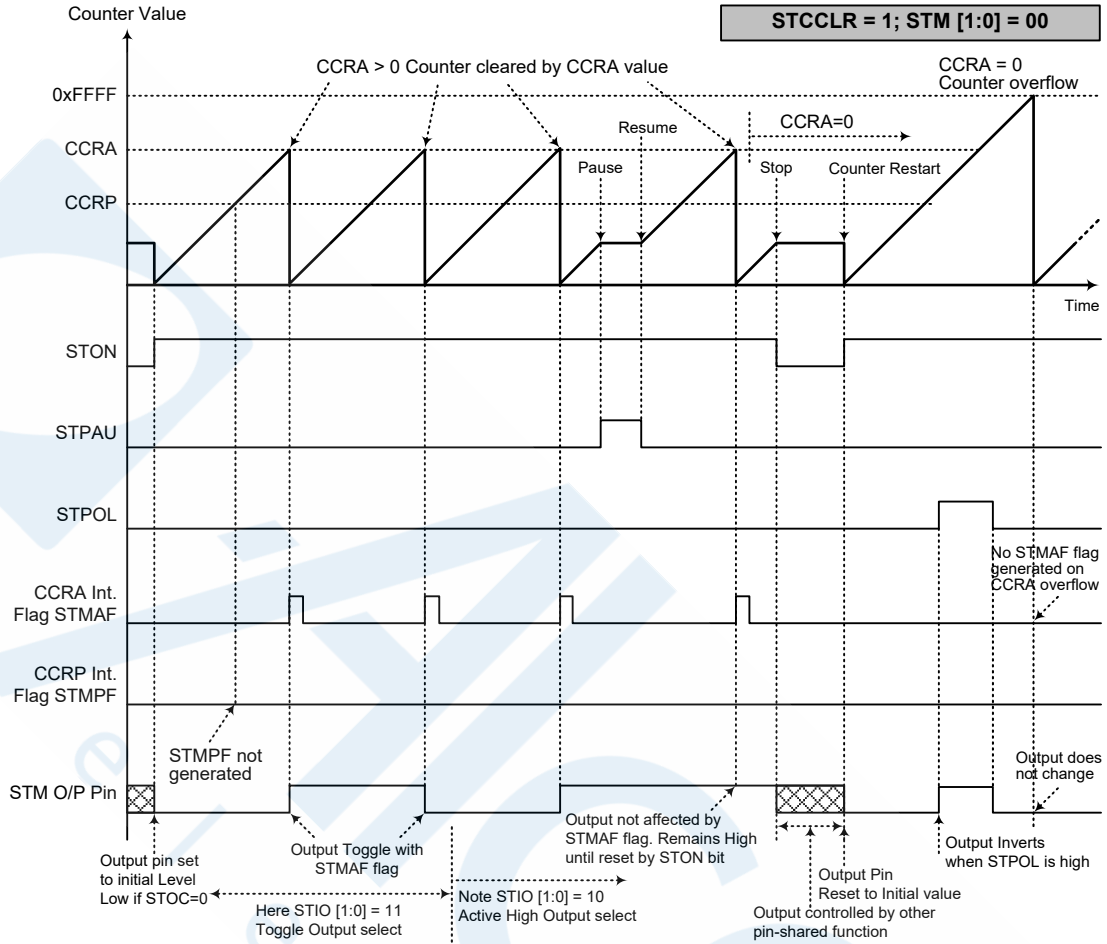 Counter Value
STCCLR = 1; STM [1:0] = 00
CCRA > 0 Counter cleared by CCRA value
CCRA = 0
Counter overflow
0xFFFF
Resume
CCRA=0
CCRA
Pause
Stop
Counter Restart
CCRP
Time
STON
STPAU
STPOL
No STMAF flag
generated on
CCRA overflow
CCRA Int.
Flag STMAF
CCRP Int.
Flag STMPF
STMPF not
generated
Output does
not change
STM O/P Pin
Output not affected by
STMAF flag. Remains High
until reset by STON bit
Output Toggle with
STMAF flag
Output Inverts
when STPOL is high
Output pin set
to initial Level
Low if STOC=0
Output Pin
Reset to Initial value
Here STIO [1:0] = 11
Toggle Output select
Note STIO [1:0] = 10
Active High Output select
Output controlled by other
pin-shared function